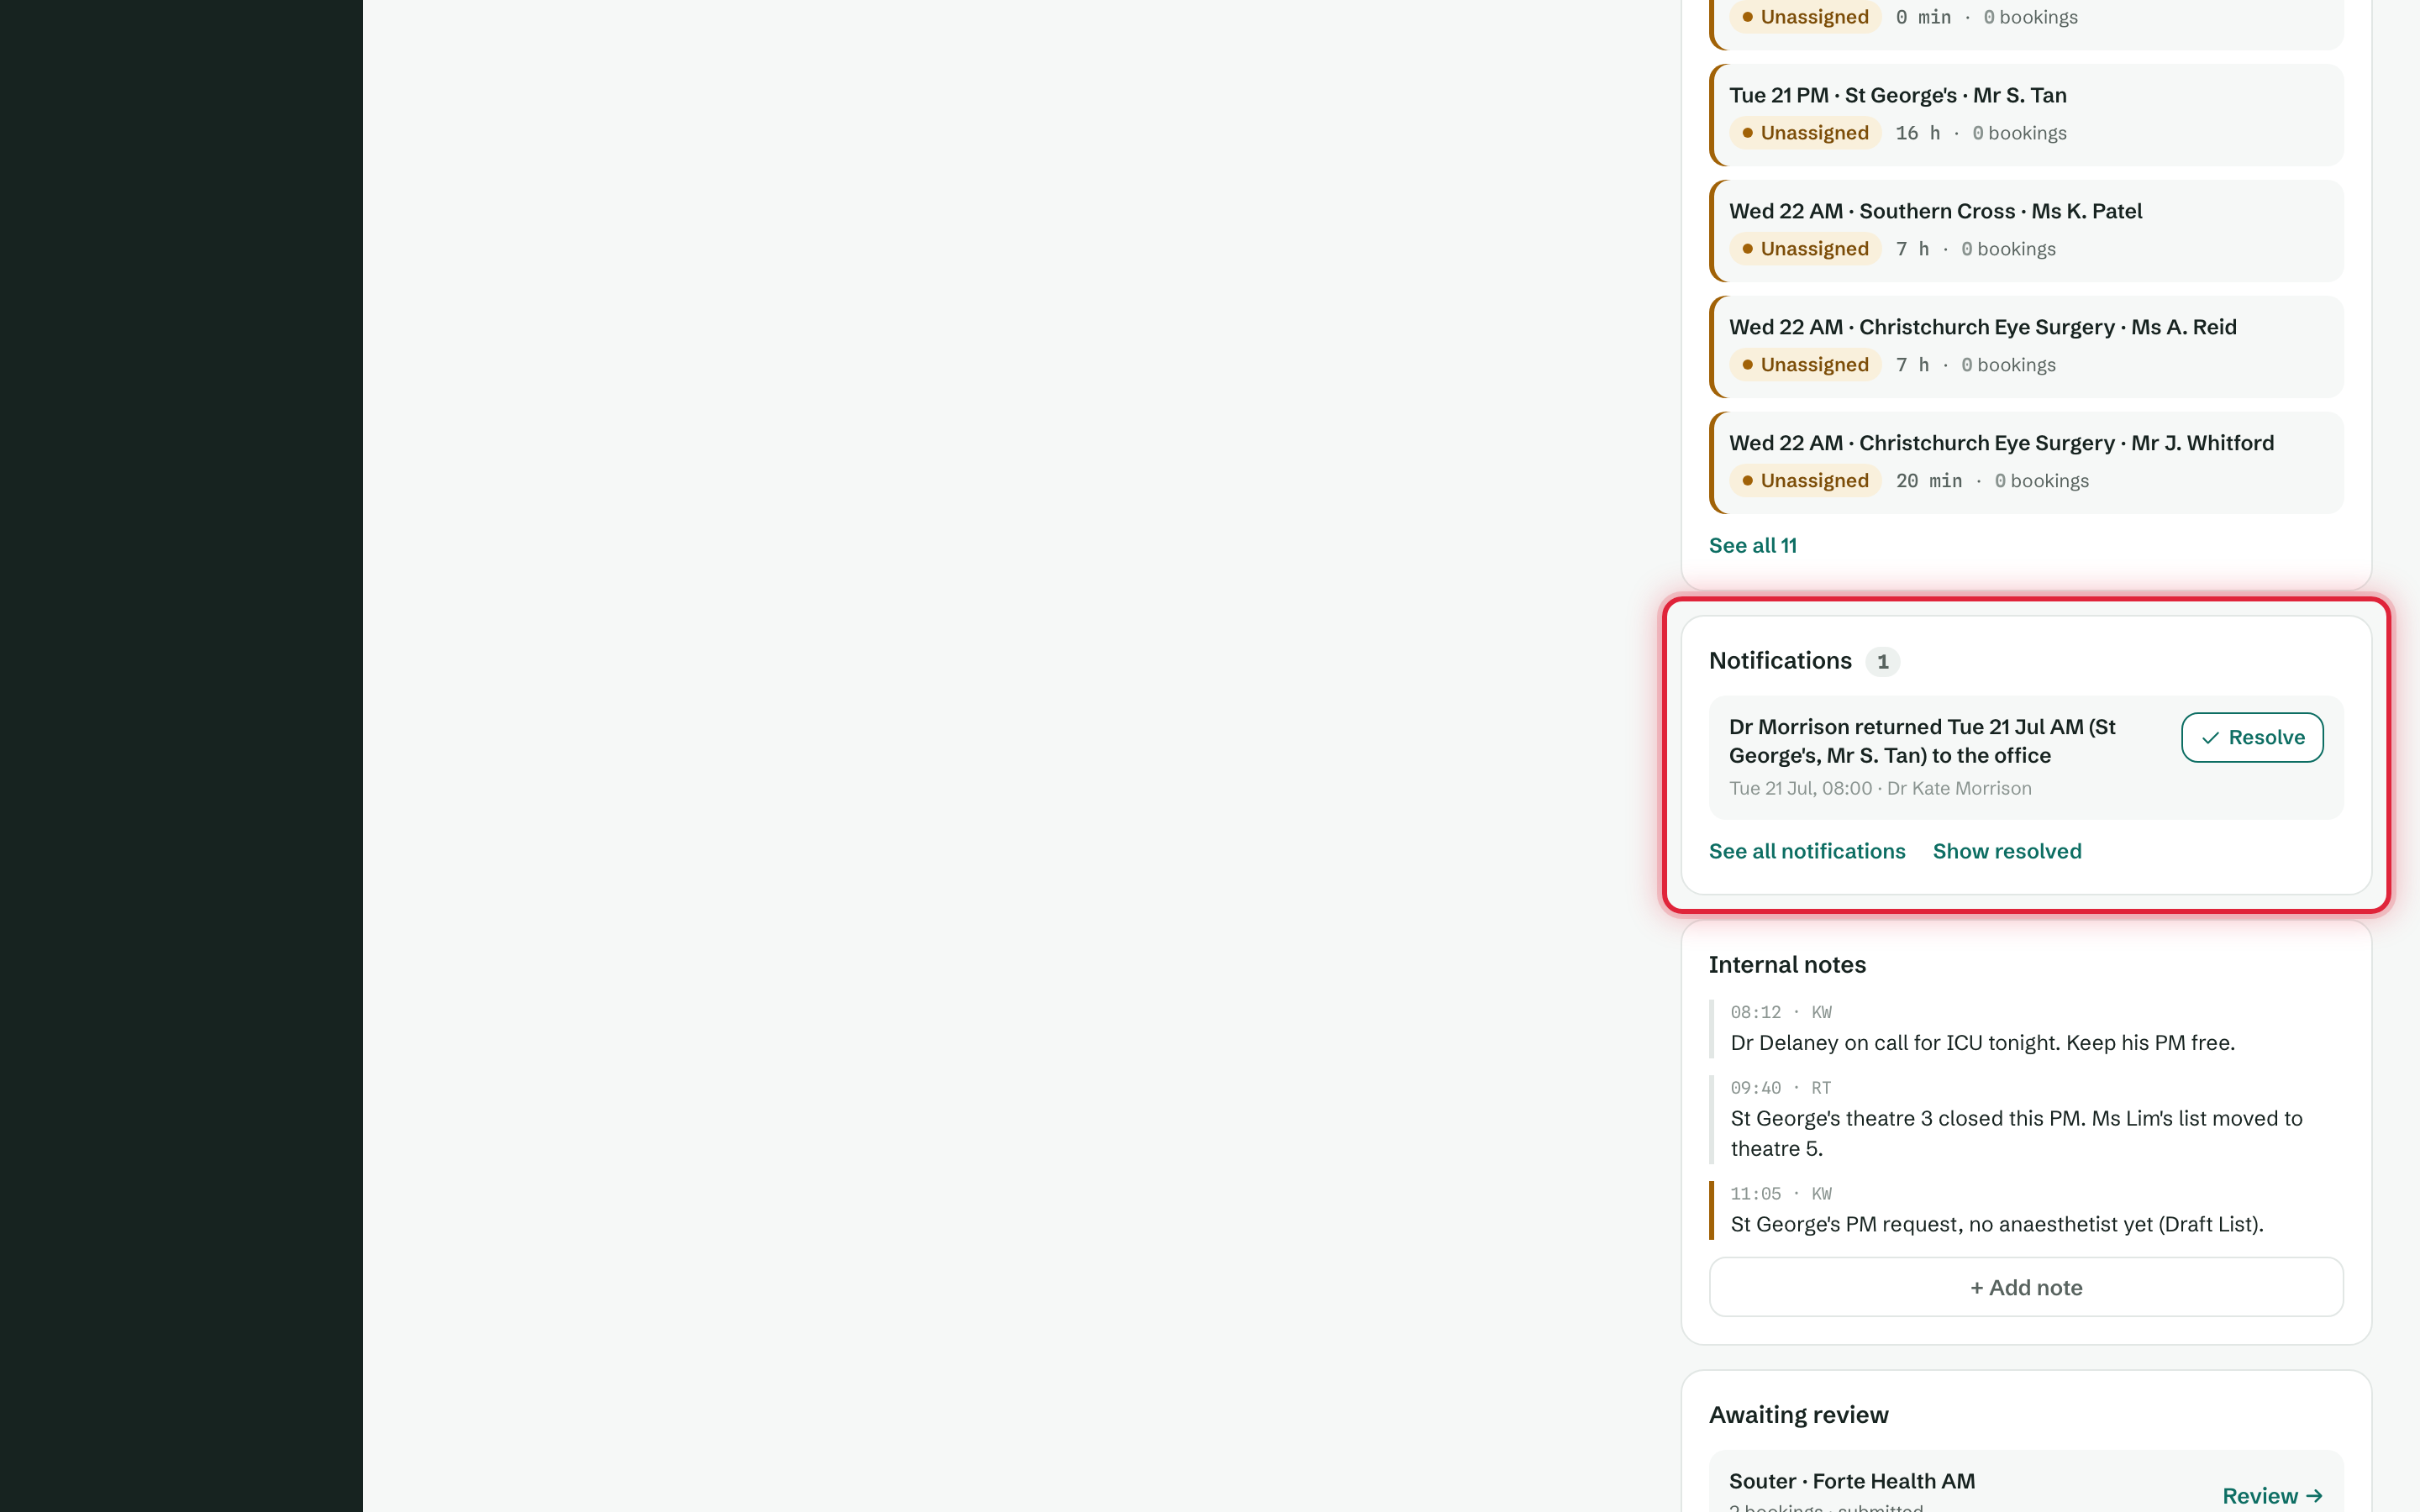 Unassigned 0 min · 0 bookings
Tue 21 PM · St George's · Mr S. Tan
Unassigned 16 h · 0 bookings
Wed 22 AM · Southern Cross · Ms K. Patel
Unassigned 7 h · 0 bookings
Wed 22 AM · Christchurch Eye Surgery · Ms A. Reid
Unassigned 7 h · 0 bookings
Wed 22 AM · Christchurch Eye Surgery · Mr J. Whitford
Unassigned 20 min · 0 bookings
See all 11
Notifications 1
Dr Morrison returned Tue 21 Jul AM (St
George's, Mr S. Tan) to the office
Resolve
Tue 21 Jul, 08:00 · Dr Kate Morrison
See all notifications Show resolved
Internal notes
08:12 · KW
Dr Delaney on call for ICU tonight. Keep his PM free.
09:40 · RT
St George's theatre 3 closed this PM. Ms Lim's list moved to
theatre 5.
11:05 · KW
St George's PM request, no anaesthetist yet (Draft List).
+ Add note
Awaiting review
Souter · Forte Health AM
Review →
2 bookings · submitted